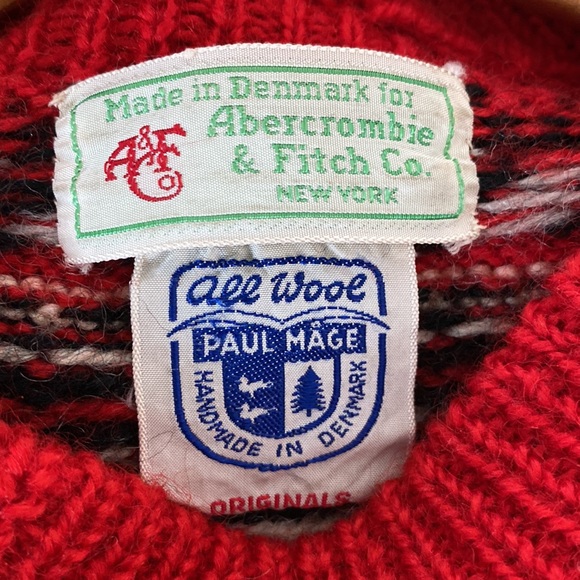 Made in Denmark for
A&F Co
Abercrombie
& Fitch Co.
NEW YORK
all Wool
PAUL MÅGE
HANDMADE IN DENMARK
ORIGINALS